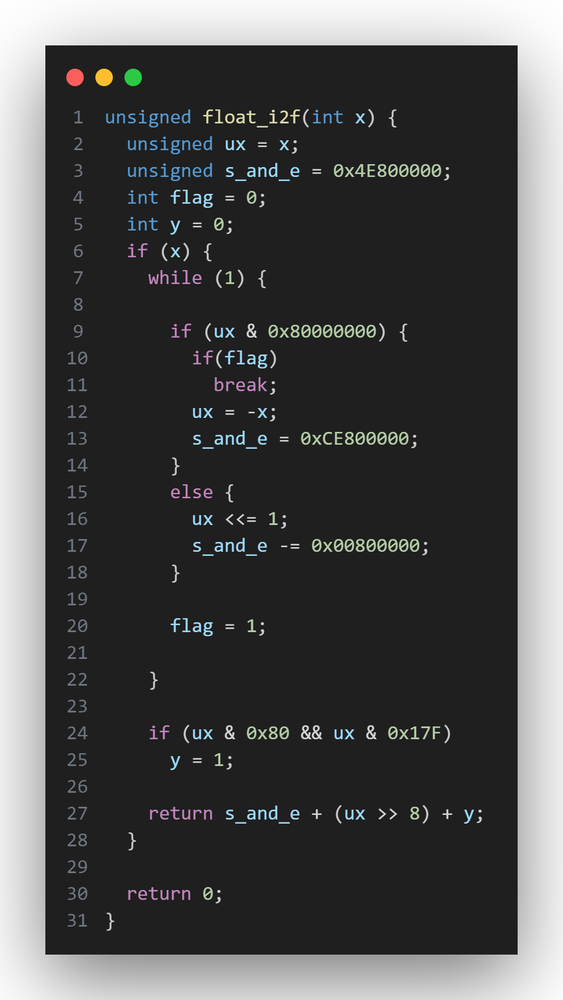 1 unsigned float_i2f(int x) {
2   unsigned ux = x;
3   unsigned s_and_e = 0x4E800000;
4   int flag = 0;
5   int y = 0;
6   if (x) {
7     while (1) {
8
9       if (ux & 0x80000000) {
10         if(flag)
11           break;
12         ux = -x;
13         s_and_e = 0xCE800000;
14       }
15       else {
16         ux <<= 1;
17         s_and_e -= 0x00800000;
18       }
19
20       flag = 1;
21
22     }
23
24     if (ux & 0x80 && ux & 0x17F)
25       y = 1;
26
27     return s_and_e + (ux >> 8) + y;
28   }
29
30   return 0;
31 }